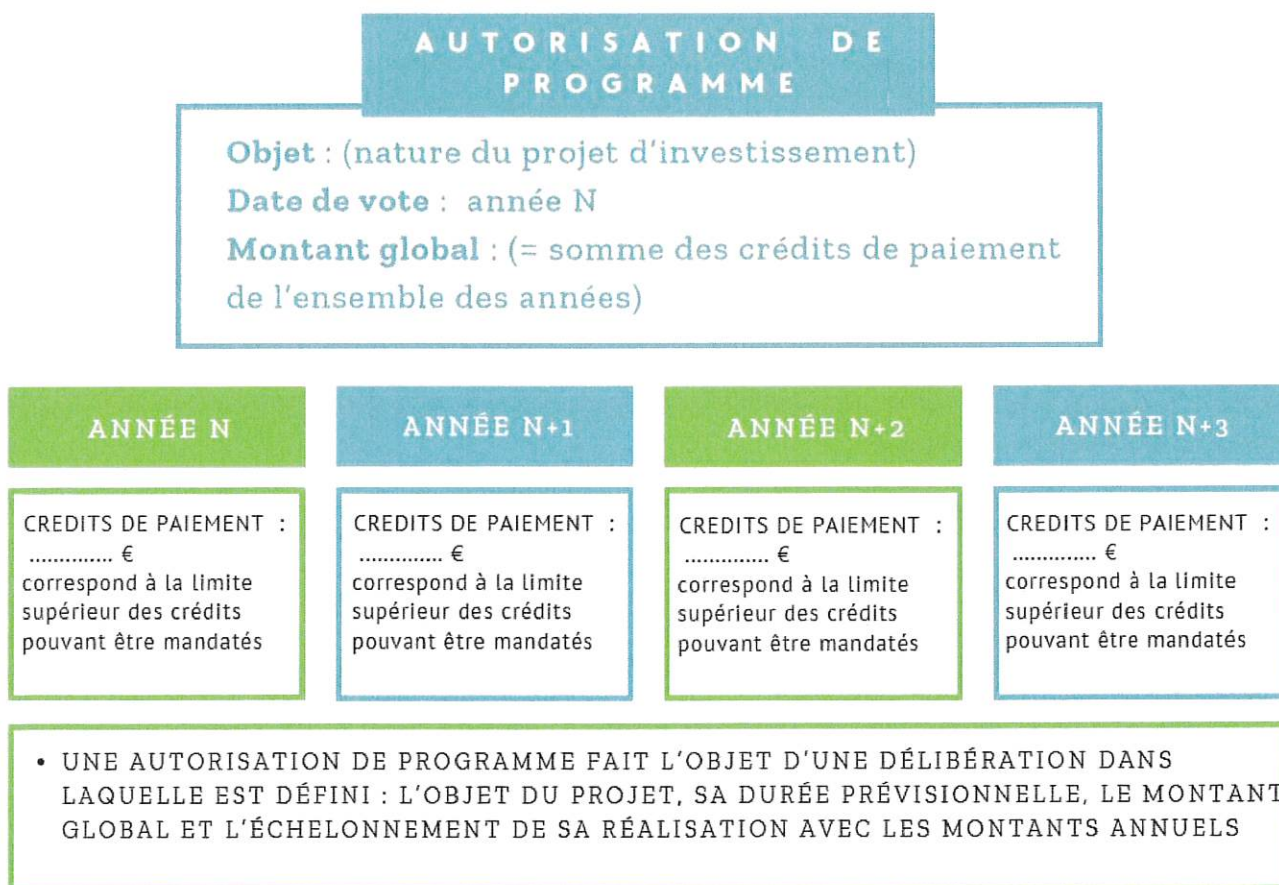 AUTORISATION DE
PROGRAMME
Objet : (nature du projet d'investissement)
Date de vote : année N
Montant global : (= somme des crédits de paiement
de l'ensemble des années)
ANNÉE N
CREDITS DE PAIEMENT :
.............. €
correspond à la limite
supérieur des crédits
pouvant être mandatés
ANNÉE N+1
CREDITS DE PAIEMENT :
.............. €
correspond à la limite
supérieur des crédits
pouvant être mandatés
ANNÉE N+2
CREDITS DE PAIEMENT :
.............. €
correspond à la limite
supérieur des crédits
pouvant être mandatés
ANNÉE N+3
CREDITS DE PAIEMENT :
.............. €
correspond à la limite
supérieur des crédits
pouvant être mandatés
• UNE AUTORISATION DE PROGRAMME FAIT L'OBJET D'UNE DÉLIBÉRATION DANS
LAQUELLE EST DÉFINI : L'OBJET DU PROJET, SA DURÉE PRÉVISIONNELLE, LE MONTANT
GLOBAL ET L'ÉCHELONNEMENT DE SA RÉALISATION AVEC LES MONTANTS ANNUELS